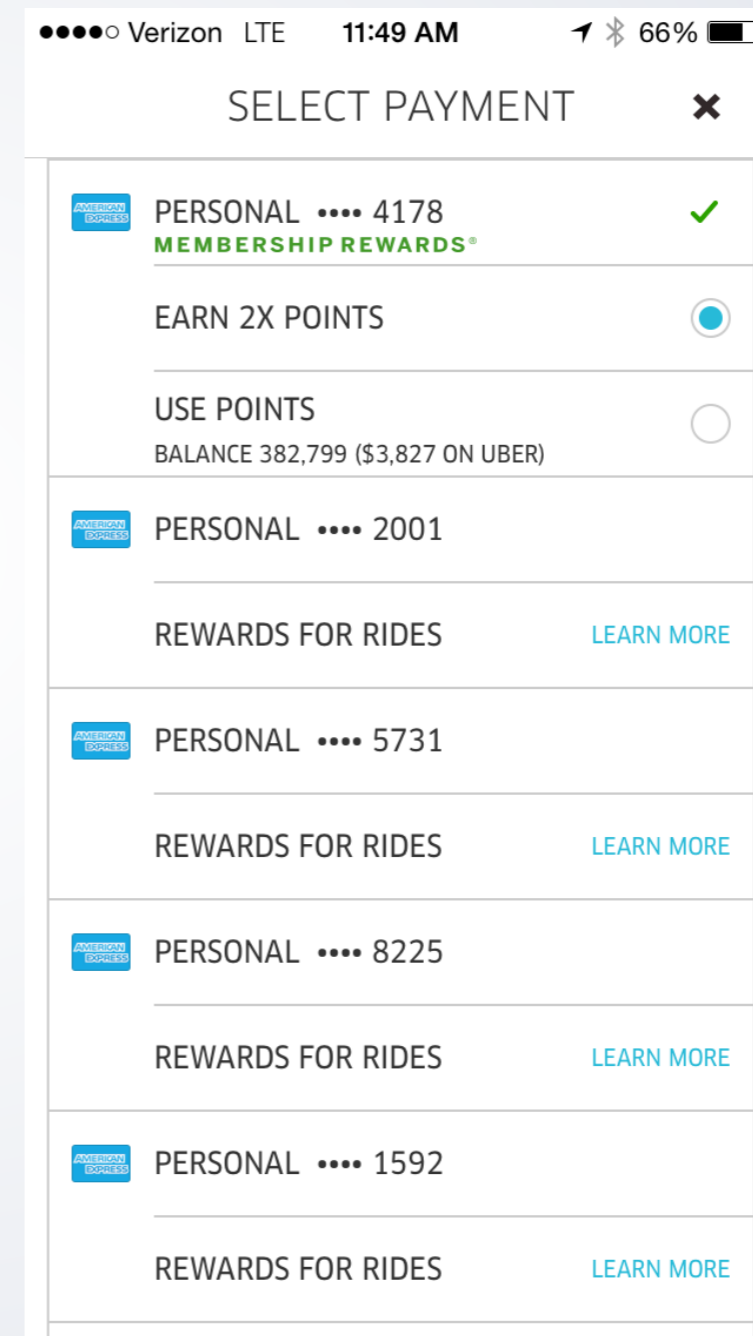 ●●●●○ Verizon LTE 11:49 AM 66%
SELECT PAYMENT
AMERICAN EXPRESS
PERSONAL •••• 4178
MEMBERSHIP REWARDS®
EARN 2X POINTS
USE POINTS
BALANCE 382,799 ($3,827 ON UBER)
AMERICAN EXPRESS
PERSONAL •••• 2001
REWARDS FOR RIDES LEARN MORE
AMERICAN EXPRESS
PERSONAL •••• 5731
REWARDS FOR RIDES LEARN MORE
AMERICAN EXPRESS
PERSONAL •••• 8225
REWARDS FOR RIDES LEARN MORE
AMERICAN EXPRESS
PERSONAL •••• 1592
REWARDS FOR RIDES LEARN MORE